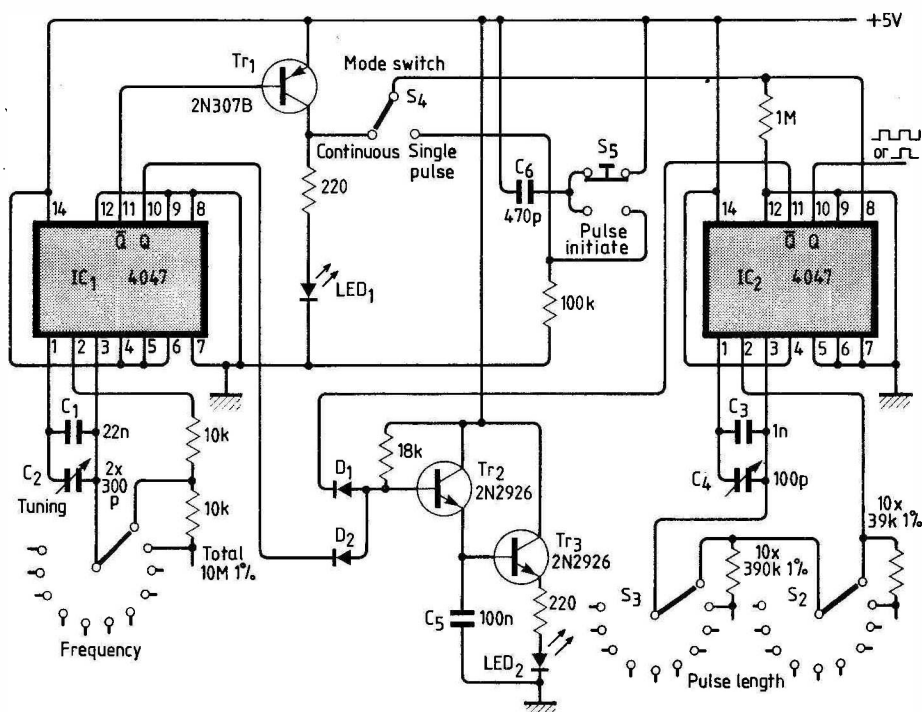 +5V
Tr1
2N307B
Mode switch
S4
Continuous
Single pulse
220
LED1
C6
470p
S5
Pulse initiate
100k
1M
or
14
12
11
10
9
8
Q̅
Q
IC1 4047
1
2
3
4
5
6
7
14
12
11
10
9
8
Q̅
Q
IC2 4047
1
2
3
4
5
6
7
C1
22n
C2
Tuning
2x
300
p
10k
10k
Total
10M 1%
Frequency
D1
D2
18k
Tr2
2N2926
Tr3
2N2926
C5
100n
220
LED2
C3
1n
C4
100p
S3
10x
390k 1%
S2
10x
39k 1%
Pulse length